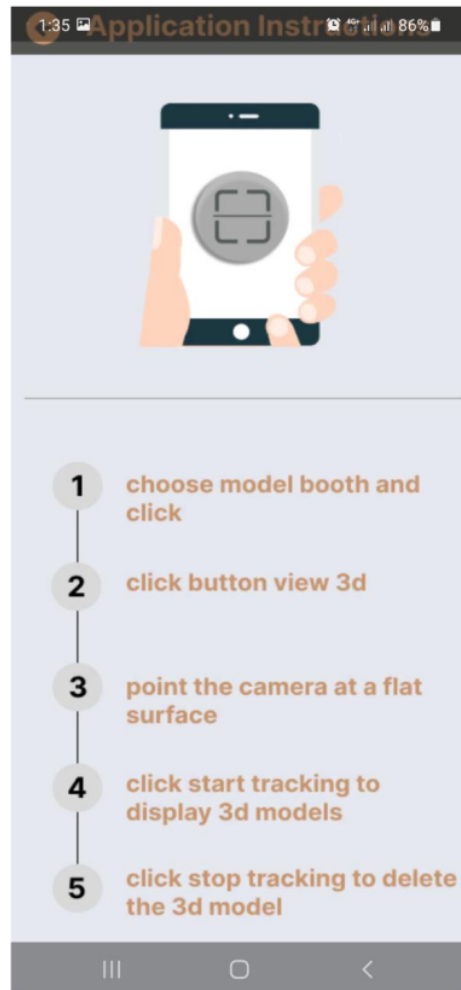 1:35
Application Instructions
4G+
86%
1
choose model booth and
click
2
click button view 3d
3
point the camera at a flat
surface
4
click start tracking to
display 3d models
5
click stop tracking to delete
the 3d model